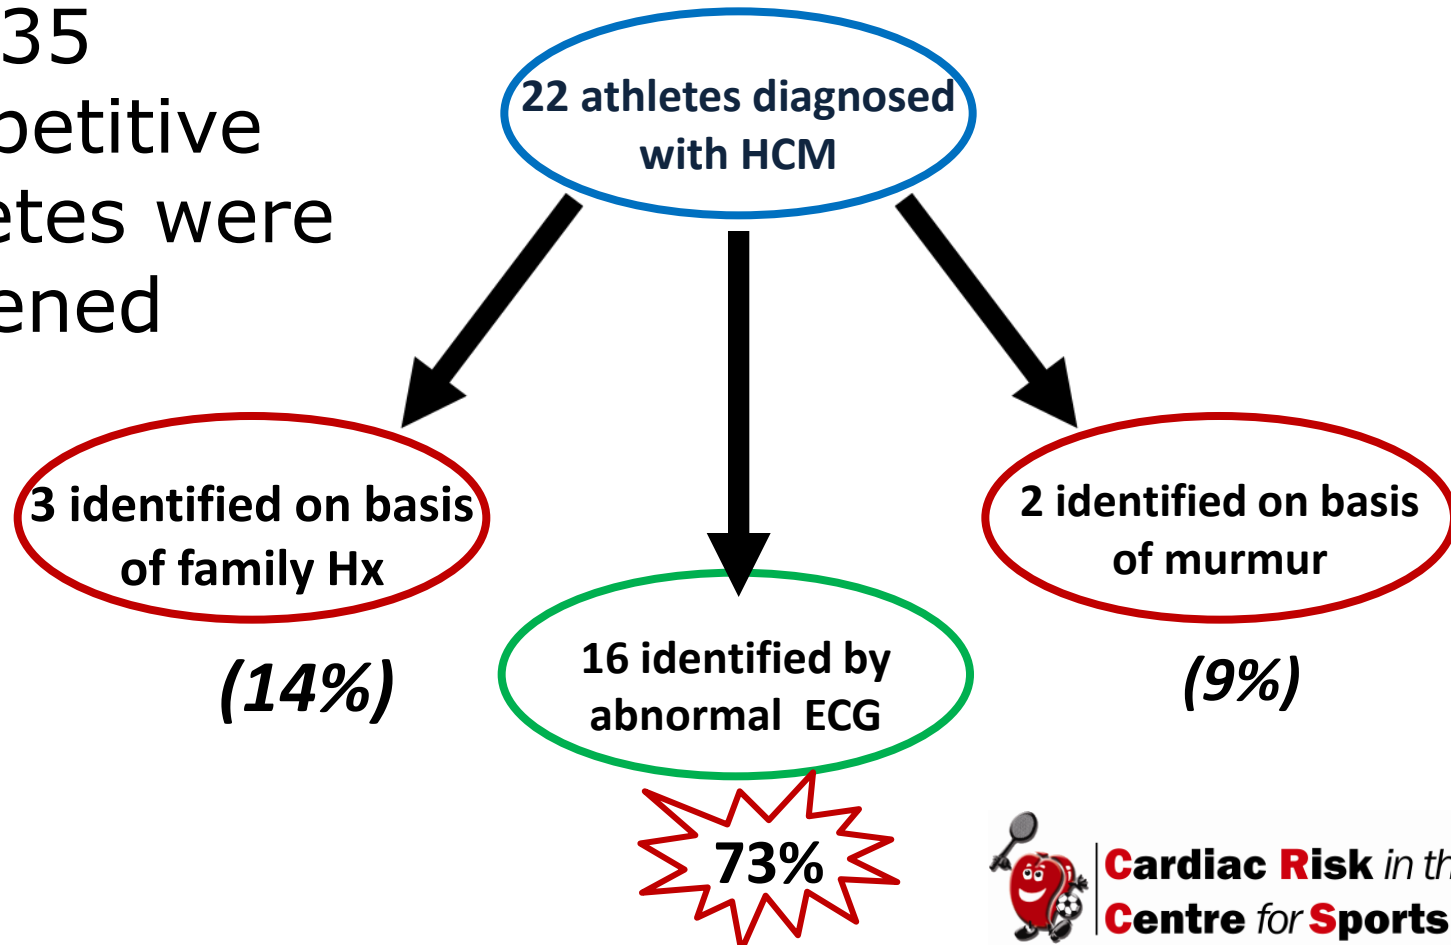 35
petitive
etes were
ened
22 athletes diagnosed
with HCM
3 identified on basis
of family Hx
(14%)
16 identified by
abnormal ECG
73%
2 identified on basis
of murmur
(9%)
Cardiac Risk in th
Centre for Sports